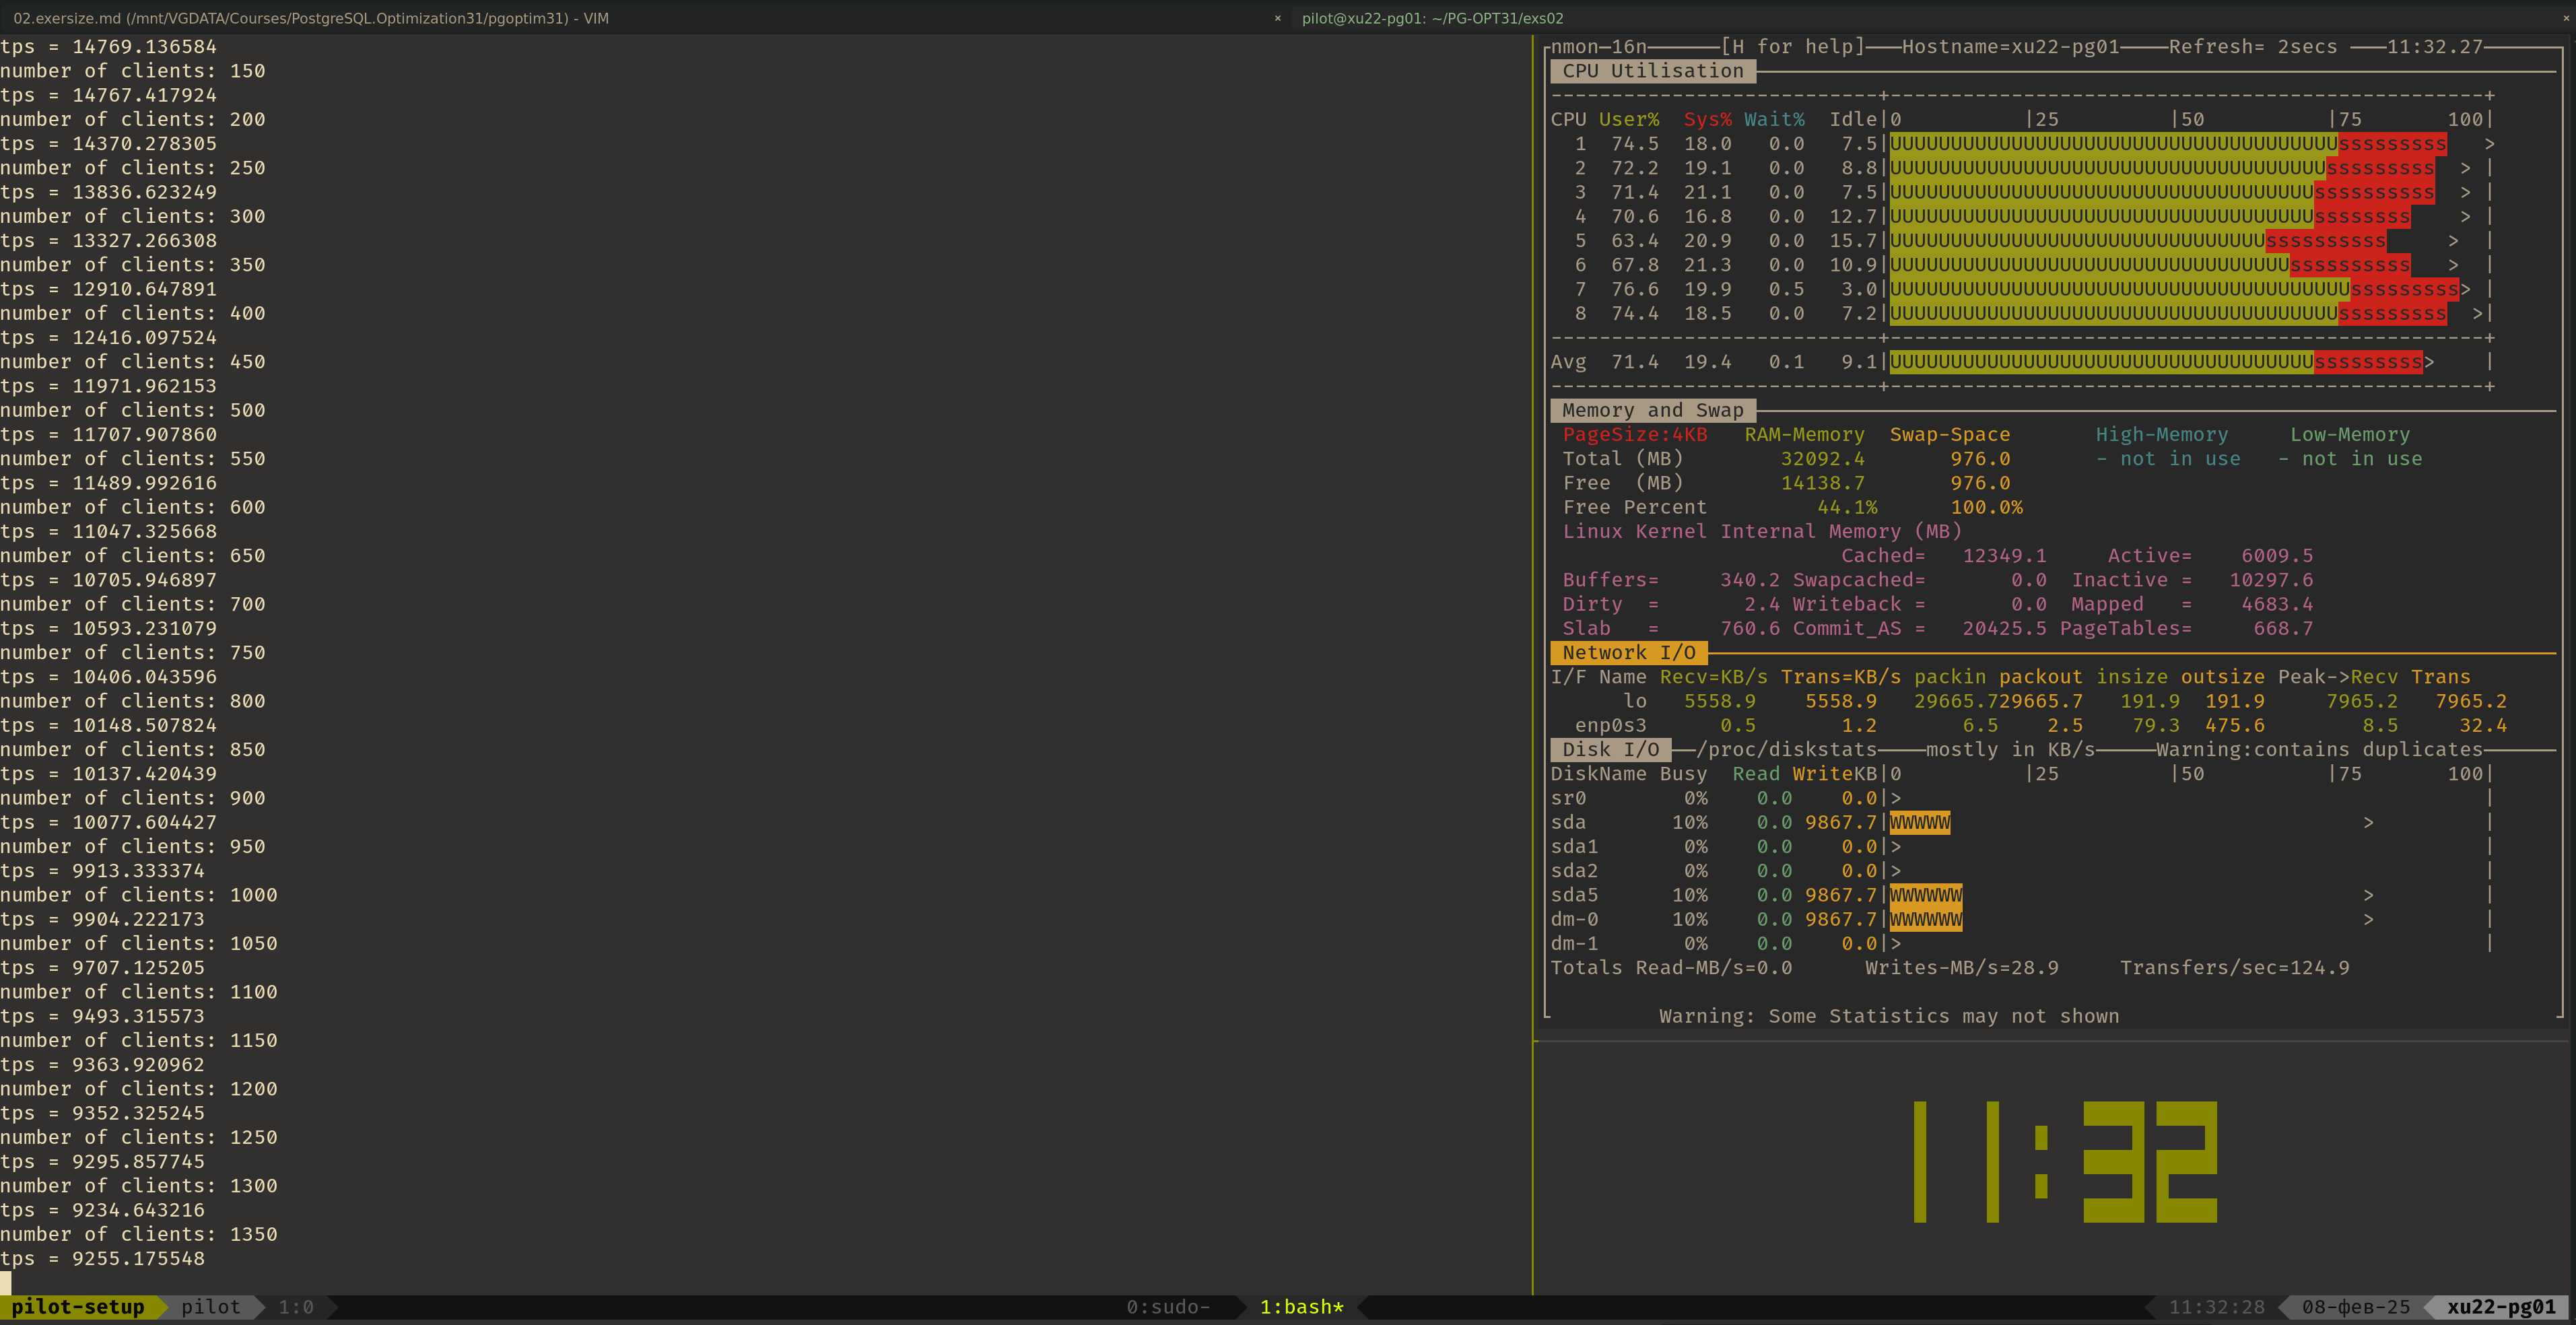 02.exersize.md (/mnt/VGDATA/Courses/PostgreSQL.Optimization31/pgoptim31) - VIM × pilot@xu22-pg01: ~/PG-OPT31/exs02 ×
tps = 14769.136584
number of clients: 150
tps = 14767.417924
number of clients: 200
tps = 14370.278305
number of clients: 250
tps = 13836.623249
number of clients: 300
tps = 13327.266308
number of clients: 350
tps = 12910.647891
number of clients: 400
tps = 12416.097524
number of clients: 450
tps = 11971.962153
number of clients: 500
tps = 11707.907860
number of clients: 550
tps = 11489.992616
number of clients: 600
tps = 11047.325668
number of clients: 650
tps = 10705.946897
number of clients: 700
tps = 10593.231079
number of clients: 750
tps = 10406.043596
number of clients: 800
tps = 10148.507824
number of clients: 850
tps = 10137.420439
number of clients: 900
tps = 10077.604427
number of clients: 950
tps = 9913.333374
number of clients: 1000
tps = 9904.222173
number of clients: 1050
tps = 9707.125205
number of clients: 1100
tps = 9493.315573
number of clients: 1150
tps = 9363.920962
number of clients: 1200
tps = 9352.325245
number of clients: 1250
tps = 9295.857745
number of clients: 1300
tps = 9234.643216
number of clients: 1350
tps = 9255.175548
nmon—16n [H for help] Hostname=xu22-pg01 Refresh= 2secs 11:32.27
CPU Utilisation
---------------------------+-------------------------------------------------+
CPU User% Sys% Wait% Idle|0 |25 |50 |75 100|
1 74.5 18.0 0.0 7.5|UUUUUUUUUUUUUUUUUUUUUUUUUUUUUUUUUUUUUsssssssss >
2 72.2 19.1 0.0 8.8|UUUUUUUUUUUUUUUUUUUUUUUUUUUUUUUUUUUUsssssssss > |
3 71.4 21.1 0.0 7.5|UUUUUUUUUUUUUUUUUUUUUUUUUUUUUUUUUUUssssssssss > |
4 70.6 16.8 0.0 12.7|UUUUUUUUUUUUUUUUUUUUUUUUUUUUUUUUUUUssssssss > |
5 63.4 20.9 0.0 15.7|UUUUUUUUUUUUUUUUUUUUUUUUUUUUUUUssssssssss > |
6 67.8 21.3 0.0 10.9|UUUUUUUUUUUUUUUUUUUUUUUUUUUUUUUUUssssssssss > |
7 76.6 19.9 0.5 3.0|UUUUUUUUUUUUUUUUUUUUUUUUUUUUUUUUUUUUUUsssssssss> |
8 74.4 18.5 0.0 7.2|UUUUUUUUUUUUUUUUUUUUUUUUUUUUUUUUUUUUUsssssssss >|
---------------------------+-------------------------------------------------+
Avg 71.4 19.4 0.1 9.1|UUUUUUUUUUUUUUUUUUUUUUUUUUUUUUUUUUUsssssssss> |
---------------------------+-------------------------------------------------+
Memory and Swap
PageSize:4KB RAM-Memory Swap-Space High-Memory Low-Memory
Total (MB) 32092.4 976.0 - not in use - not in use
Free (MB) 14138.7 976.0
Free Percent 44.1% 100.0%
Linux Kernel Internal Memory (MB)
Cached= 12349.1 Active= 6009.5
Buffers= 340.2 Swapcached= 0.0 Inactive = 10297.6
Dirty = 2.4 Writeback = 0.0 Mapped = 4683.4
Slab = 760.6 Commit_AS = 20425.5 PageTables= 668.7
Network I/O
I/F Name Recv=KB/s Trans=KB/s packin packout insize outsize Peak->Recv Trans
lo 5558.9 5558.9 29665.729665.7 191.9 191.9 7965.2 7965.2
enp0s3 0.5 1.2 6.5 2.5 79.3 475.6 8.5 32.4
Disk I/O /proc/diskstats mostly in KB/s Warning:contains duplicates
DiskName Busy Read WriteKB|0 |25 |50 |75 100|
sr0 0% 0.0 0.0|> |
sda 10% 0.0 9867.7|WWWWW > |
sda1 0% 0.0 0.0|> |
sda2 0% 0.0 0.0|> |
sda5 10% 0.0 9867.7|WWWWWW > |
dm-0 10% 0.0 9867.7|WWWWWW > |
dm-1 0% 0.0 0.0|> |
Totals Read-MB/s=0.0 Writes-MB/s=28.9 Transfers/sec=124.9
Warning: Some Statistics may not shown
11:32
pilot-setup pilot 1:0 0:sudo- 1:bash* 11:32:28 08-фев-25 xu22-pg01